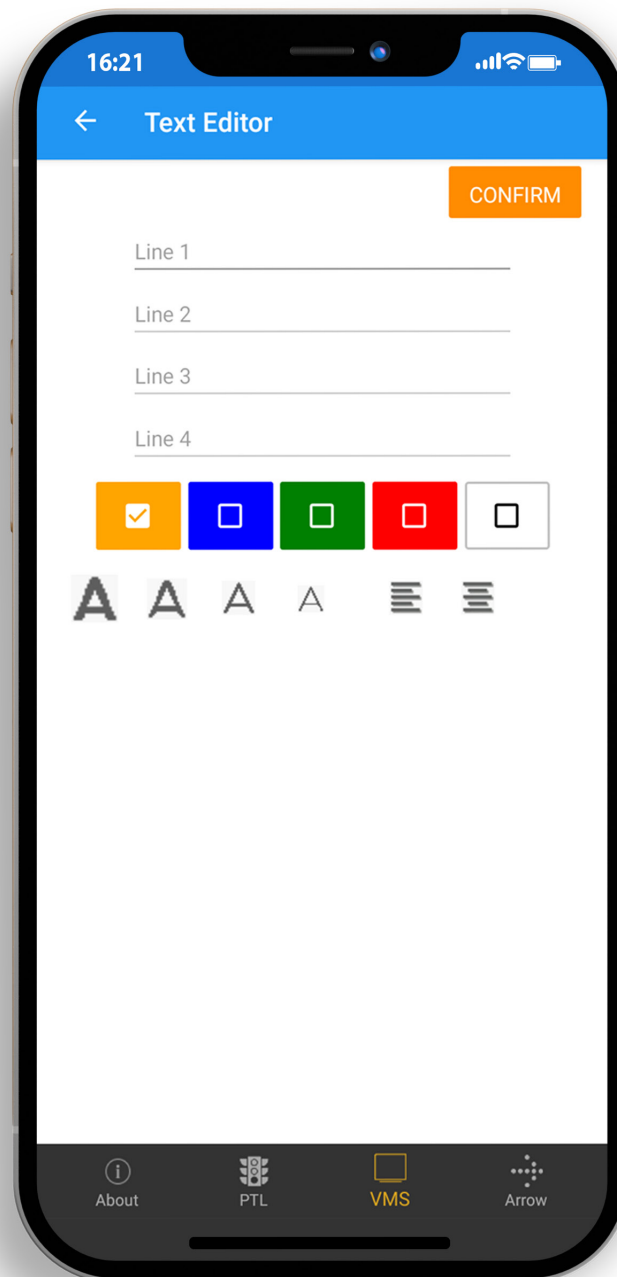 16:21
Text Editor
CONFIRM
Line 1
Line 2
Line 3
Line 4
A A A A
About PTL VMS Arrow